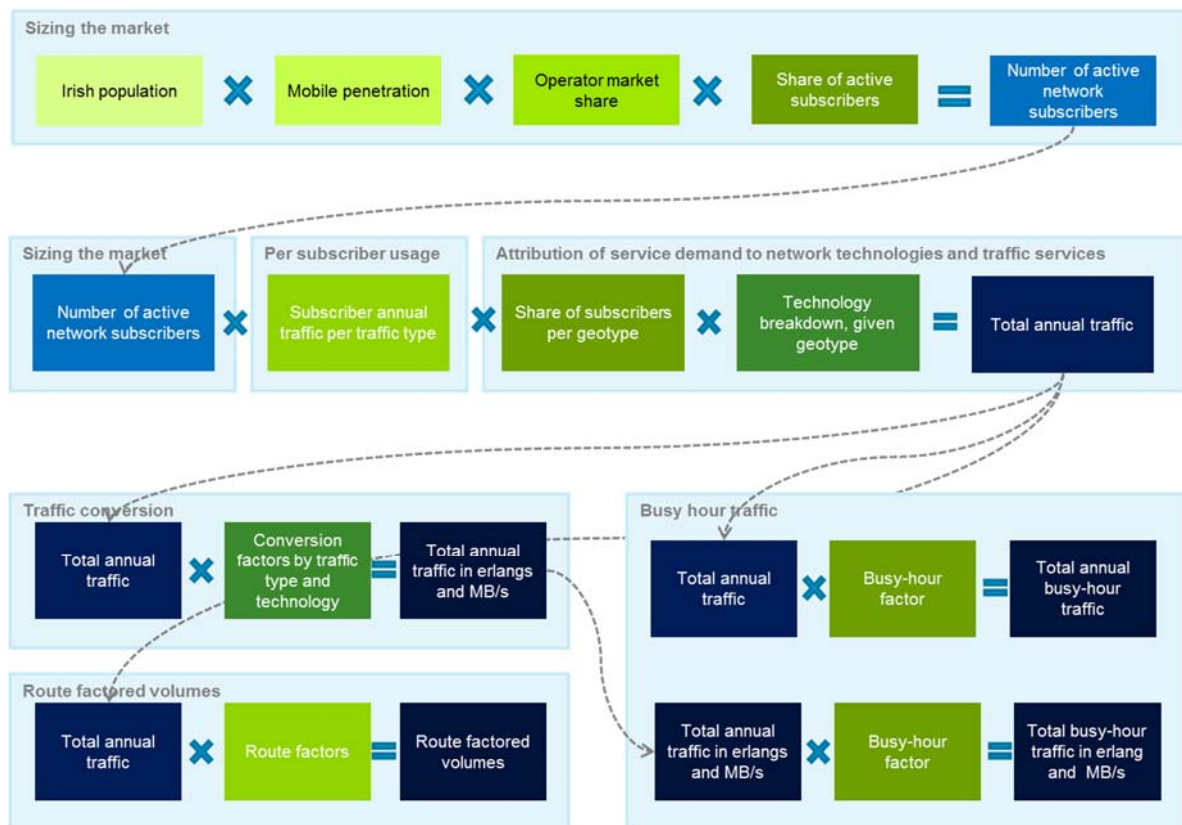 Sizing the market
Irish population
Mobile penetration
Operator market
share
Share of active
subscribers
Number of active
network
subscribers
Sizing the market
Number of active
network subscribers
Per subscriber usage
Subscriber annual
traffic per traffic type
Attribution of service demand to network technologies and traffic services
Share of subscribers
per geotype
Technology
breakdown, given
geotype
Total annual traffic
Traffic conversion
Total annual
traffic
Conversion
factors by traffic
type and
technology
Total annual
traffic in erlangs
and MB/s
Busy hour traffic
Total annual
traffic
Busy-hour
factor
Total annual
busy-hour
traffic
Route factored volumes
Total annual
traffic
Route factors
Route factored
volumes
Total annual
traffic in erlangs
and MB/s
Busy-hour
factor
Total busy-hour
traffic in erlang
and MB/s